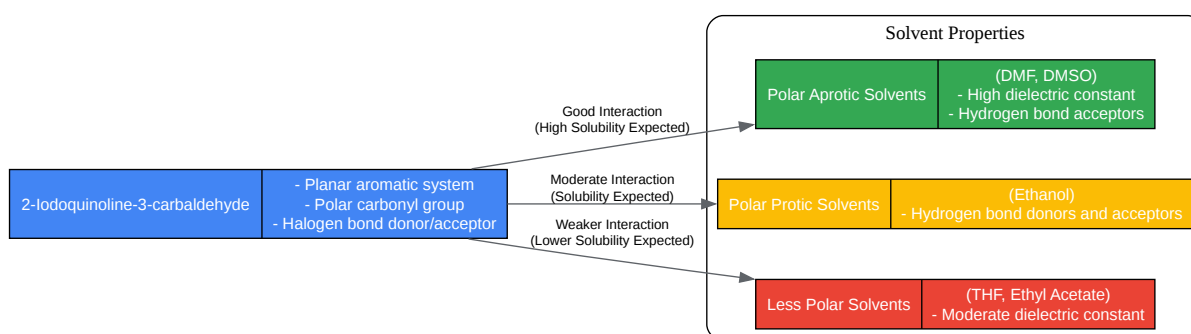 Solvent Properties
2-Iodoquinoline-3-carbaldehyde
- Planar aromatic system
- Polar carbonyl group
- Halogen bond donor/acceptor
Good Interaction
(High Solubility Expected)
Polar Aprotic Solvents
(DMF, DMSO)
- High dielectric constant
- Hydrogen bond acceptors
Moderate Interaction
(Solubility Expected)
Polar Protic Solvents
(Ethanol)
- Hydrogen bond donors and acceptors
Weaker Interaction
(Lower Solubility Expected)
Less Polar Solvents
(THF, Ethyl Acetate)
- Moderate dielectric constant